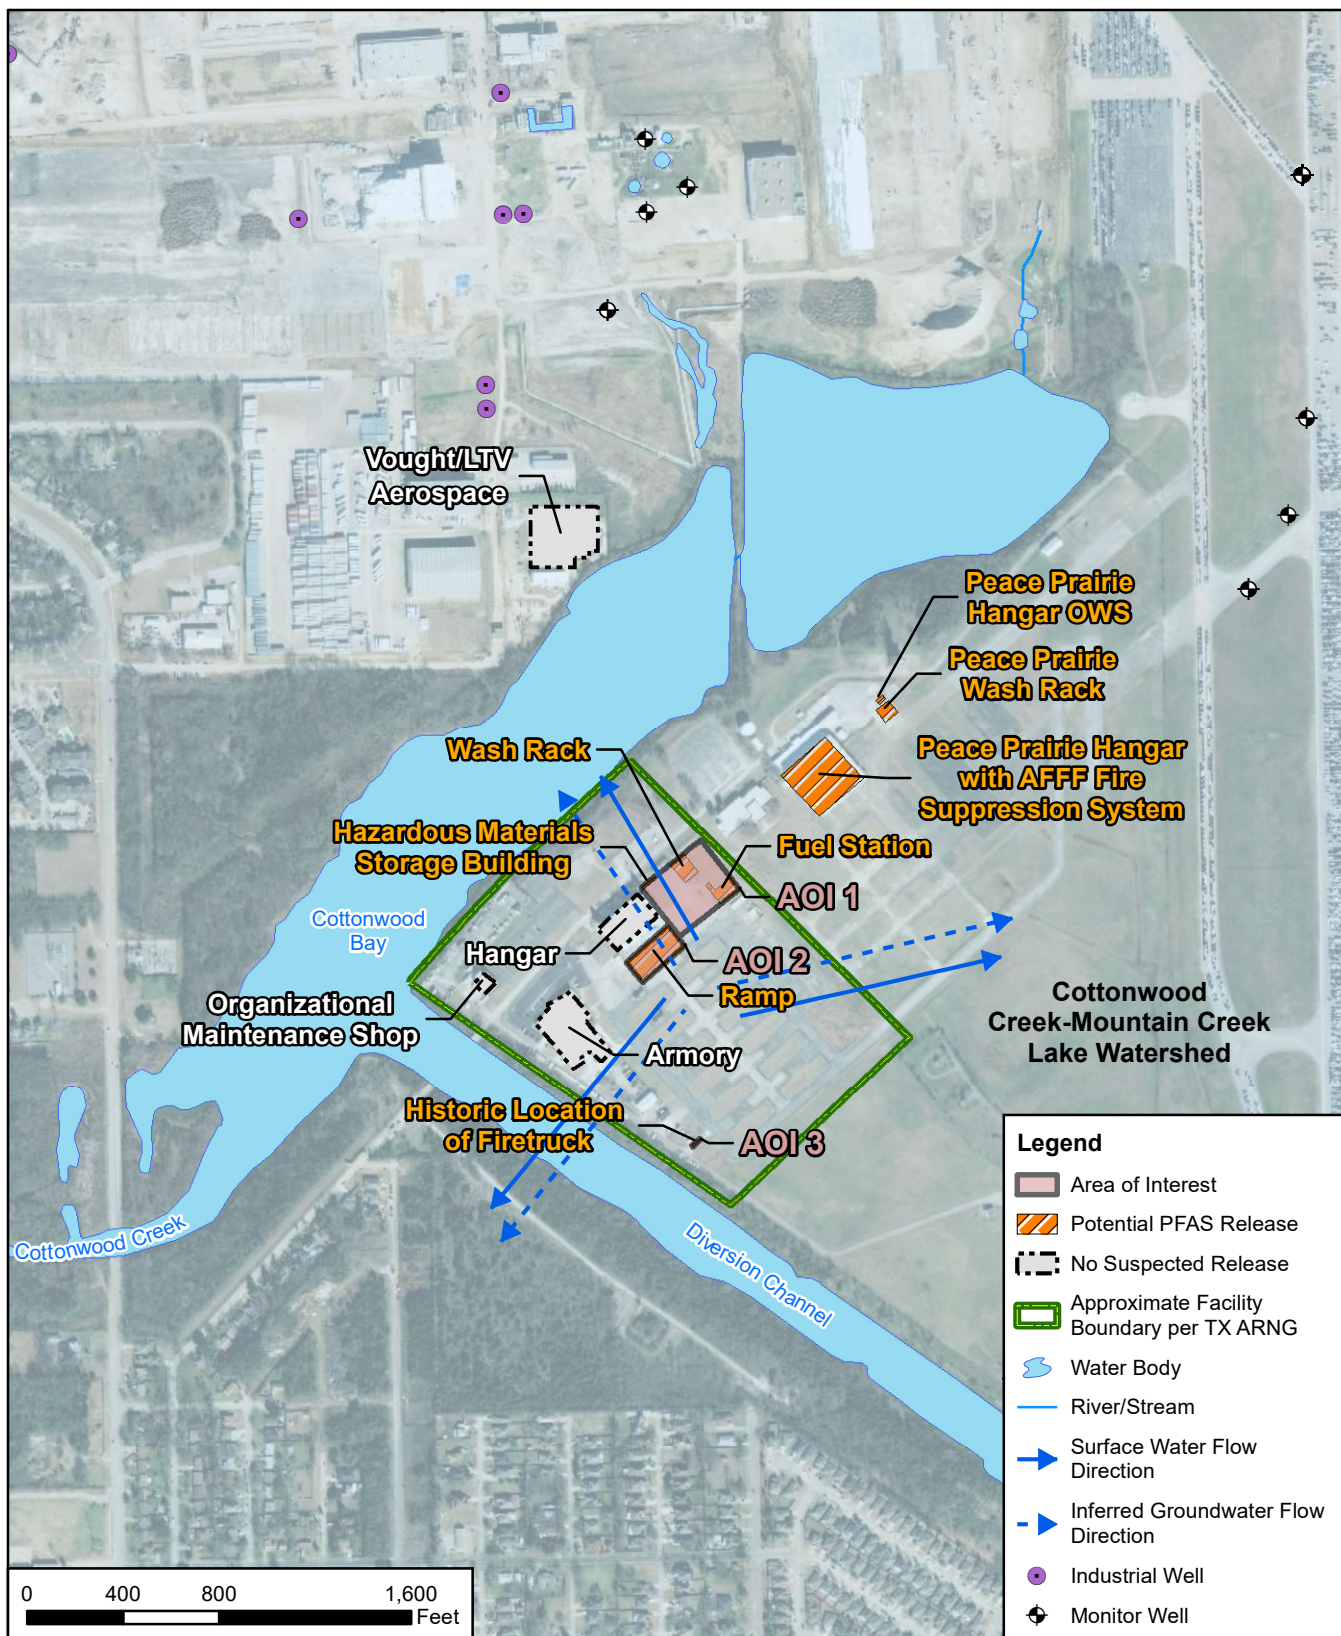 Vought/LTV
Aerospace
Peace Prairie
Hangar OWS
Peace Prairie
Wash Rack
Wash Rack
Peace Prairie Hangar
with AFFF Fire
Suppression System
Hazardous Materials
Storage Building
Fuel Station
AOI 1
Cottonwood
Bay
Hangar
AOI 2
Ramp
Organizational
Maintenance Shop
Cottonwood
Creek-Mountain Creek
Lake Watershed
Armory
Historic Location
of Firetruck
AOI 3
Cottonwood Creek
Diversion Channel
Legend
Area of Interest
Potential PFAS Release
No Suspected Release
Approximate Facility
Boundary per TX ARNG
Water Body
River/Stream
Surface Water Flow
Direction
Inferred Groundwater Flow
Direction
Industrial Well
Monitor Well
0 400 800 1,600
Feet